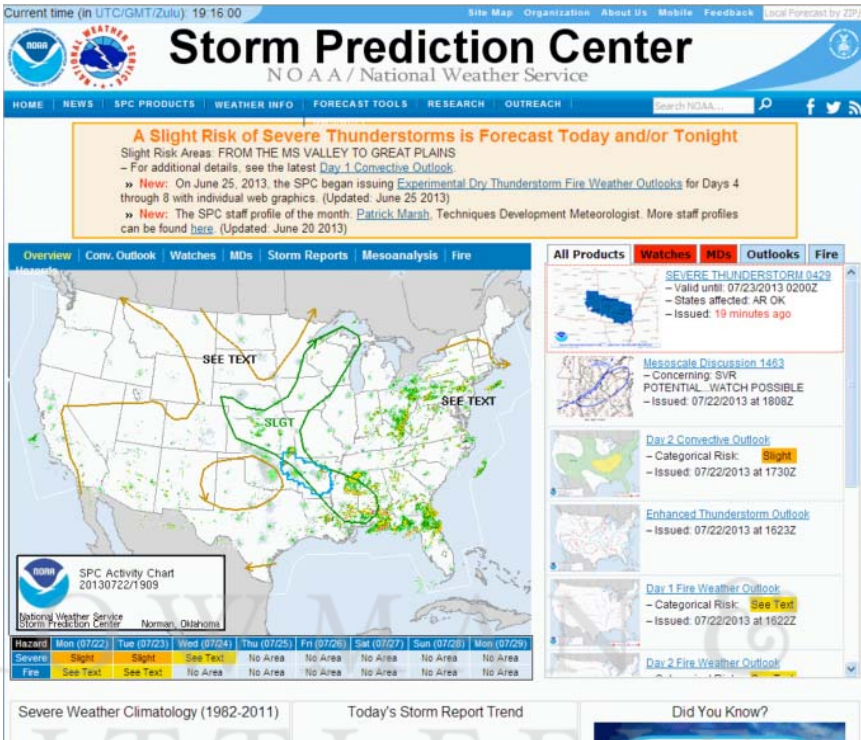 Current time (in UTC/GMT/Zulu): 19:16:00
Site Map Organization About Us Mobile Feedback Local Forecast by ZIP/
NOAA
NATIONAL WEATHER SERVICE
Storm Prediction Center
NOAA / National Weather Service
HOME NEWS SPC PRODUCTS WEATHER INFO FORECAST TOOLS RESEARCH OUTREACH Search NOAA...
A Slight Risk of Severe Thunderstorms is Forecast Today and/or Tonight
Slight Risk Areas: FROM THE MS VALLEY TO GREAT PLAINS
– For additional details, see the latest Day 1 Convective Outlook.
» New: On June 25, 2013, the SPC began issuing Experimental Dry Thunderstorm Fire Weather Outlooks for Days 4
through 8 with individual web graphics. (Updated: June 25 2013)
» New: The SPC staff profile of the month. Patrick Marsh, Techniques Development Meteorologist. More staff profiles
can be found here. (Updated: June 20 2013)
Overview Conv. Outlook Watches MDs Storm Reports Mesoanalysis Fire
Hazards
SEE TEXT
SEE TEXT
SLGT
NOAA
SPC Activity Chart
20130722/1909
National Weather Service
Storm Prediction Center Norman, Oklahoma
Hazard Mon (07/22) Tue (07/23) Wed (07/24) Thu (07/25) Fri (07/26) Sat (07/27) Sun (07/28) Mon (07/29)
Severe Slight Slight See Text No Area No Area No Area No Area No Area
Fire See Text See Text No Area No Area No Area No Area No Area No Area
All Products Watches MDs Outlooks Fire
SEVERE THUNDERSTORM 0429
– Valid until: 07/23/2013 0200Z
– States affected: AR OK
– Issued: 19 minutes ago
Mesoscale Discussion 1463
– Concerning: SVR
POTENTIAL...WATCH POSSIBLE
– Issued: 07/22/2013 at 1808Z
Day 2 Convective Outlook
– Categorical Risk: Slight
– Issued: 07/22/2013 at 1730Z
Enhanced Thunderstorm Outlook
– Issued: 07/22/2013 at 1623Z
Day 1 Fire Weather Outlook
– Categorical Risk: See Text
– Issued: 07/22/2013 at 1622Z
Day 2 Fire Weather Outlook
Severe Weather Climatology (1982-2011)
Today's Storm Report Trend
Did You Know?